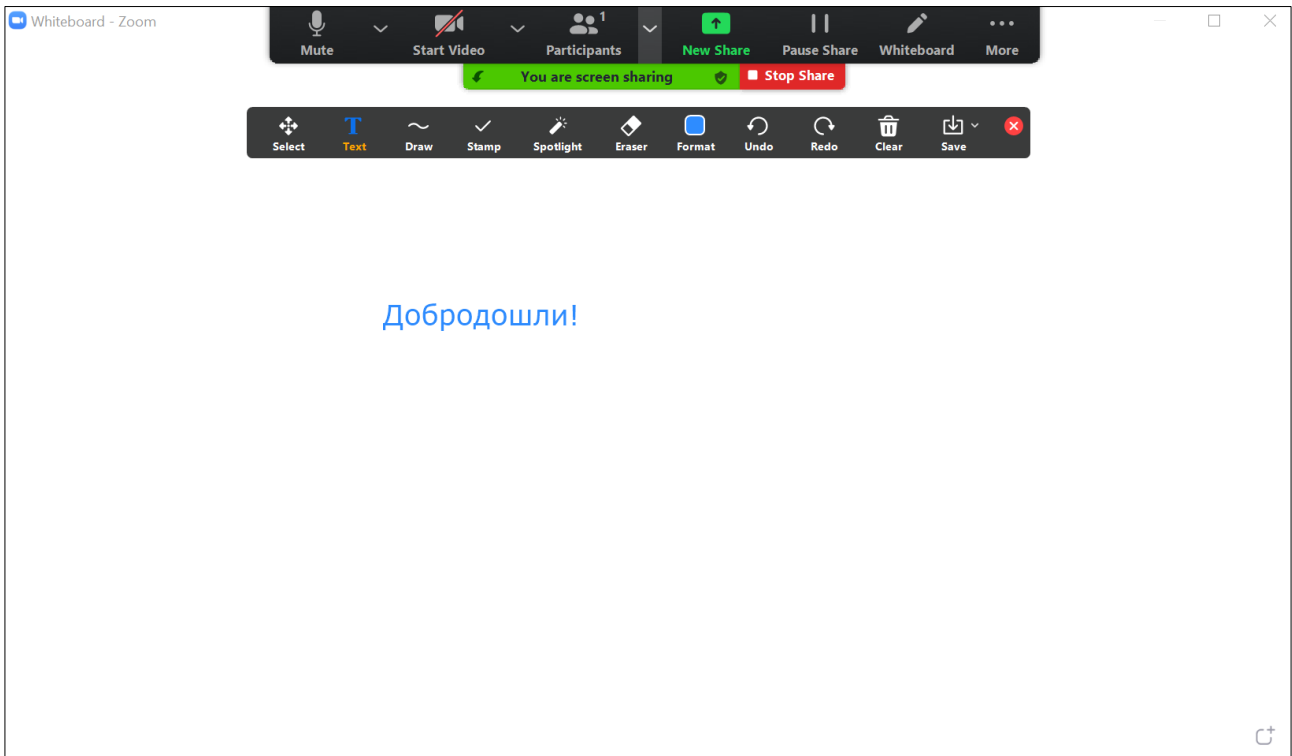 Whiteboard - Zoom
Mute
Start Video
1
Participants
New Share
Pause Share
Whiteboard
More
You are screen sharing
Stop Share
Select
T
Text
Draw
Stamp
Spotlight
Eraser
Format
Undo
Redo
Clear
Save
Добродошли!